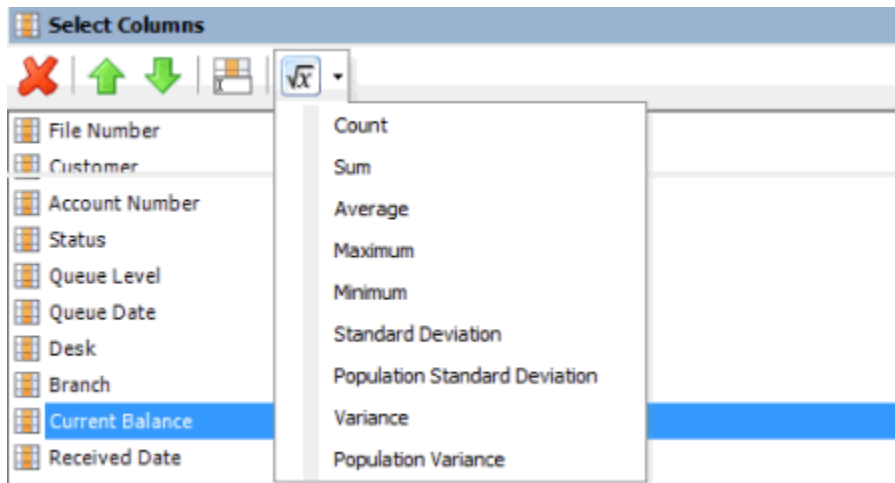 Select Columns
√x
File Number
Customer
Account Number
Status
Queue Level
Queue Date
Desk
Branch
Current Balance
Received Date
Count
Sum
Average
Maximum
Minimum
Standard Deviation
Population Standard Deviation
Variance
Population Variance